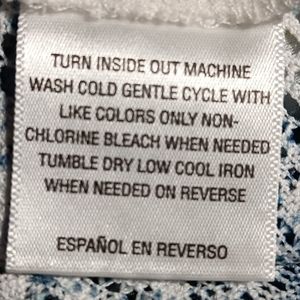 TURN INSIDE OUT MACHINE
WASH COLD GENTLE CYCLE WITH
LIKE COLORS ONLY NON-
CHLORINE BLEACH WHEN NEEDED
TUMBLE DRY LOW COOL IRON
WHEN NEEDED ON REVERSE
ESPAÑOL EN REVERSO